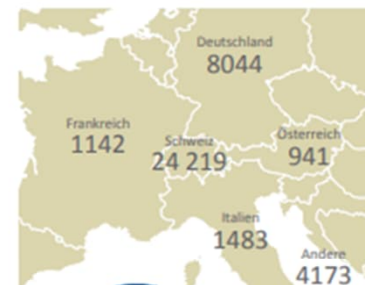 Deutschland
8044
Frankreich
1142
Schweiz
24 219
Österreich
941
Italien
1483
Andere
4173